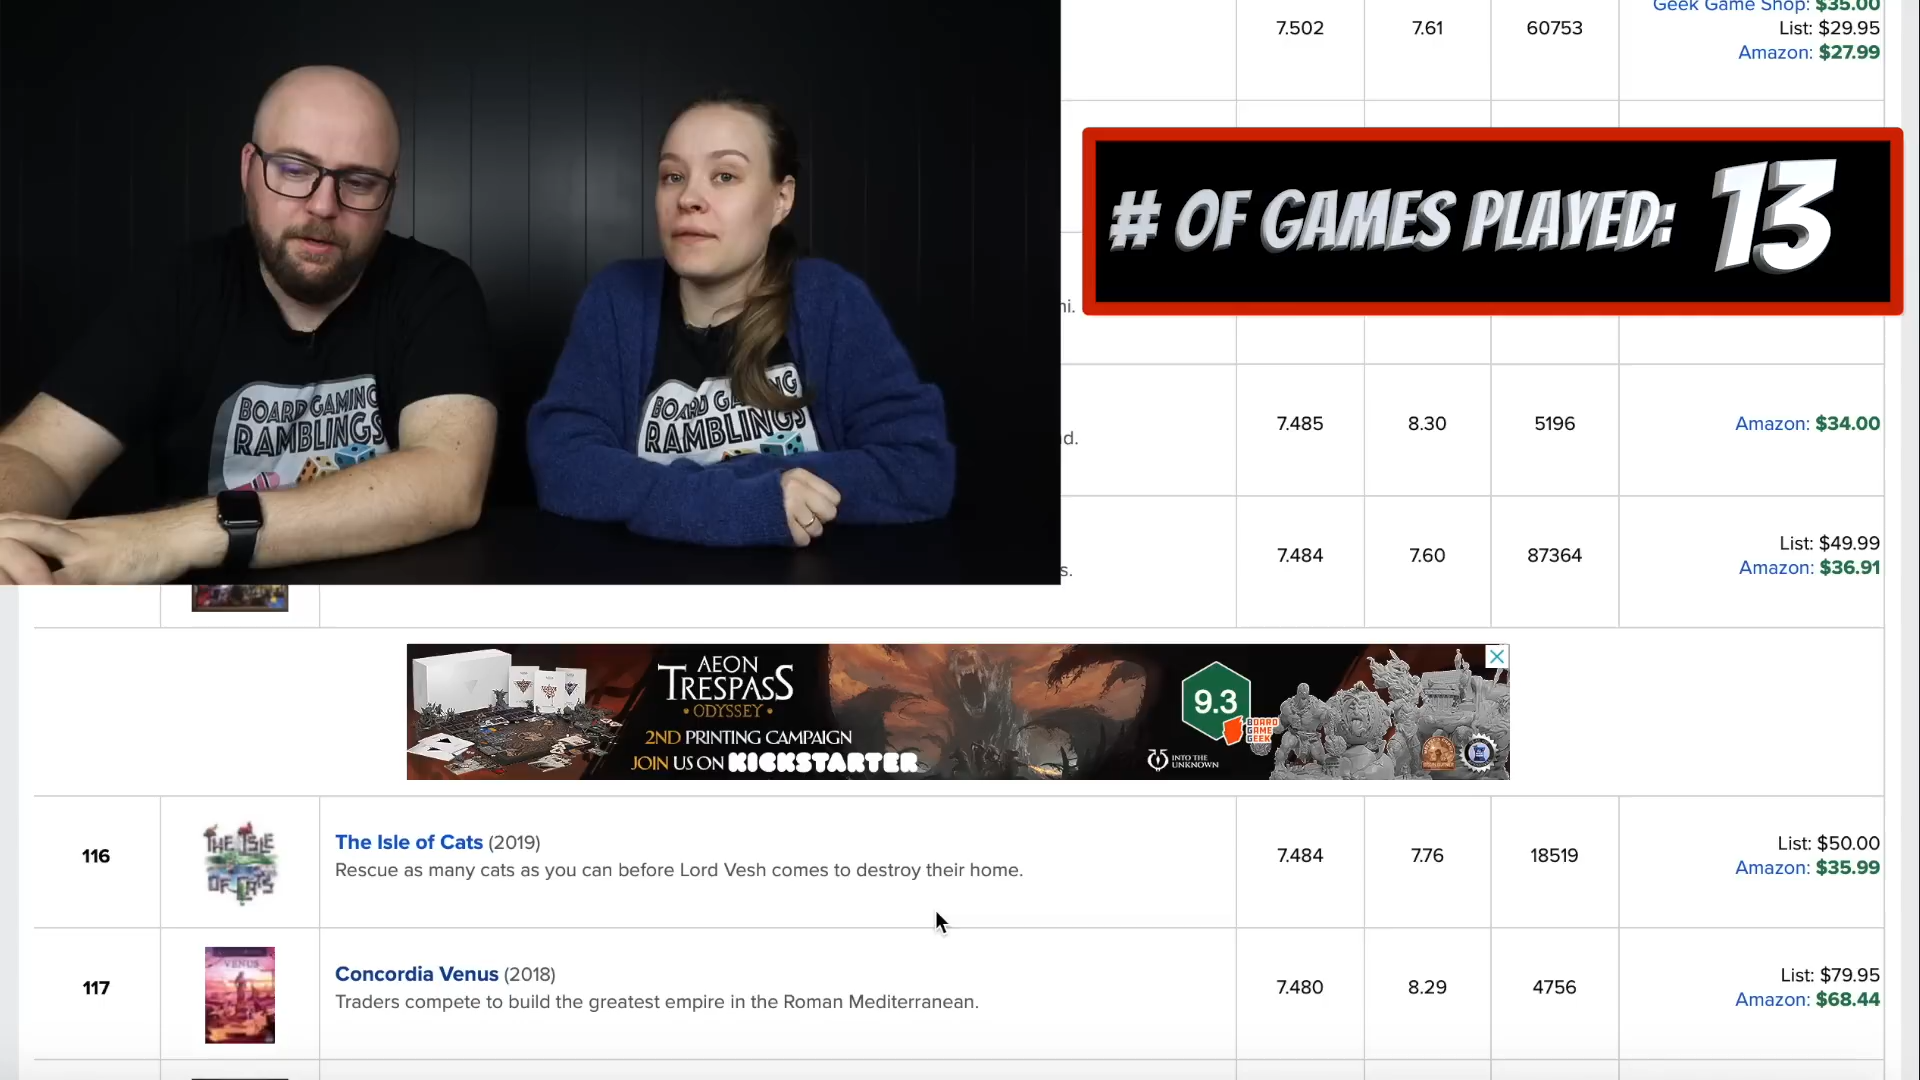 Geek Game Shop: $35.00
7.502
7.61
60753
List: $29.95
Amazon: $27.99
# OF GAMES PLAYED: 13
BOARD GAMING
RAMBLINGS
BOARD GAMING
RAMBLINGS
ni.
d.
7.485
8.30
5196
Amazon: $34.00
s.
7.484
7.60
87364
List: $49.99
Amazon: $36.91
AEON
TRESPASS
• ODYSSEY •
2ND PRINTING CAMPAIGN
JOIN US ON KICKSTARTER
9.3
BOARD
GAME
GEEK
INTO THE
UNKNOWN
116
THE ISLE
OF CATS
The Isle of Cats (2019)
Rescue as many cats as you can before Lord Vesh comes to destroy their home.
7.484
7.76
18519
List: $50.00
Amazon: $35.99
117
VENUS
Concordia Venus (2018)
Traders compete to build the greatest empire in the Roman Mediterranean.
7.480
8.29
4756
List: $79.95
Amazon: $68.44